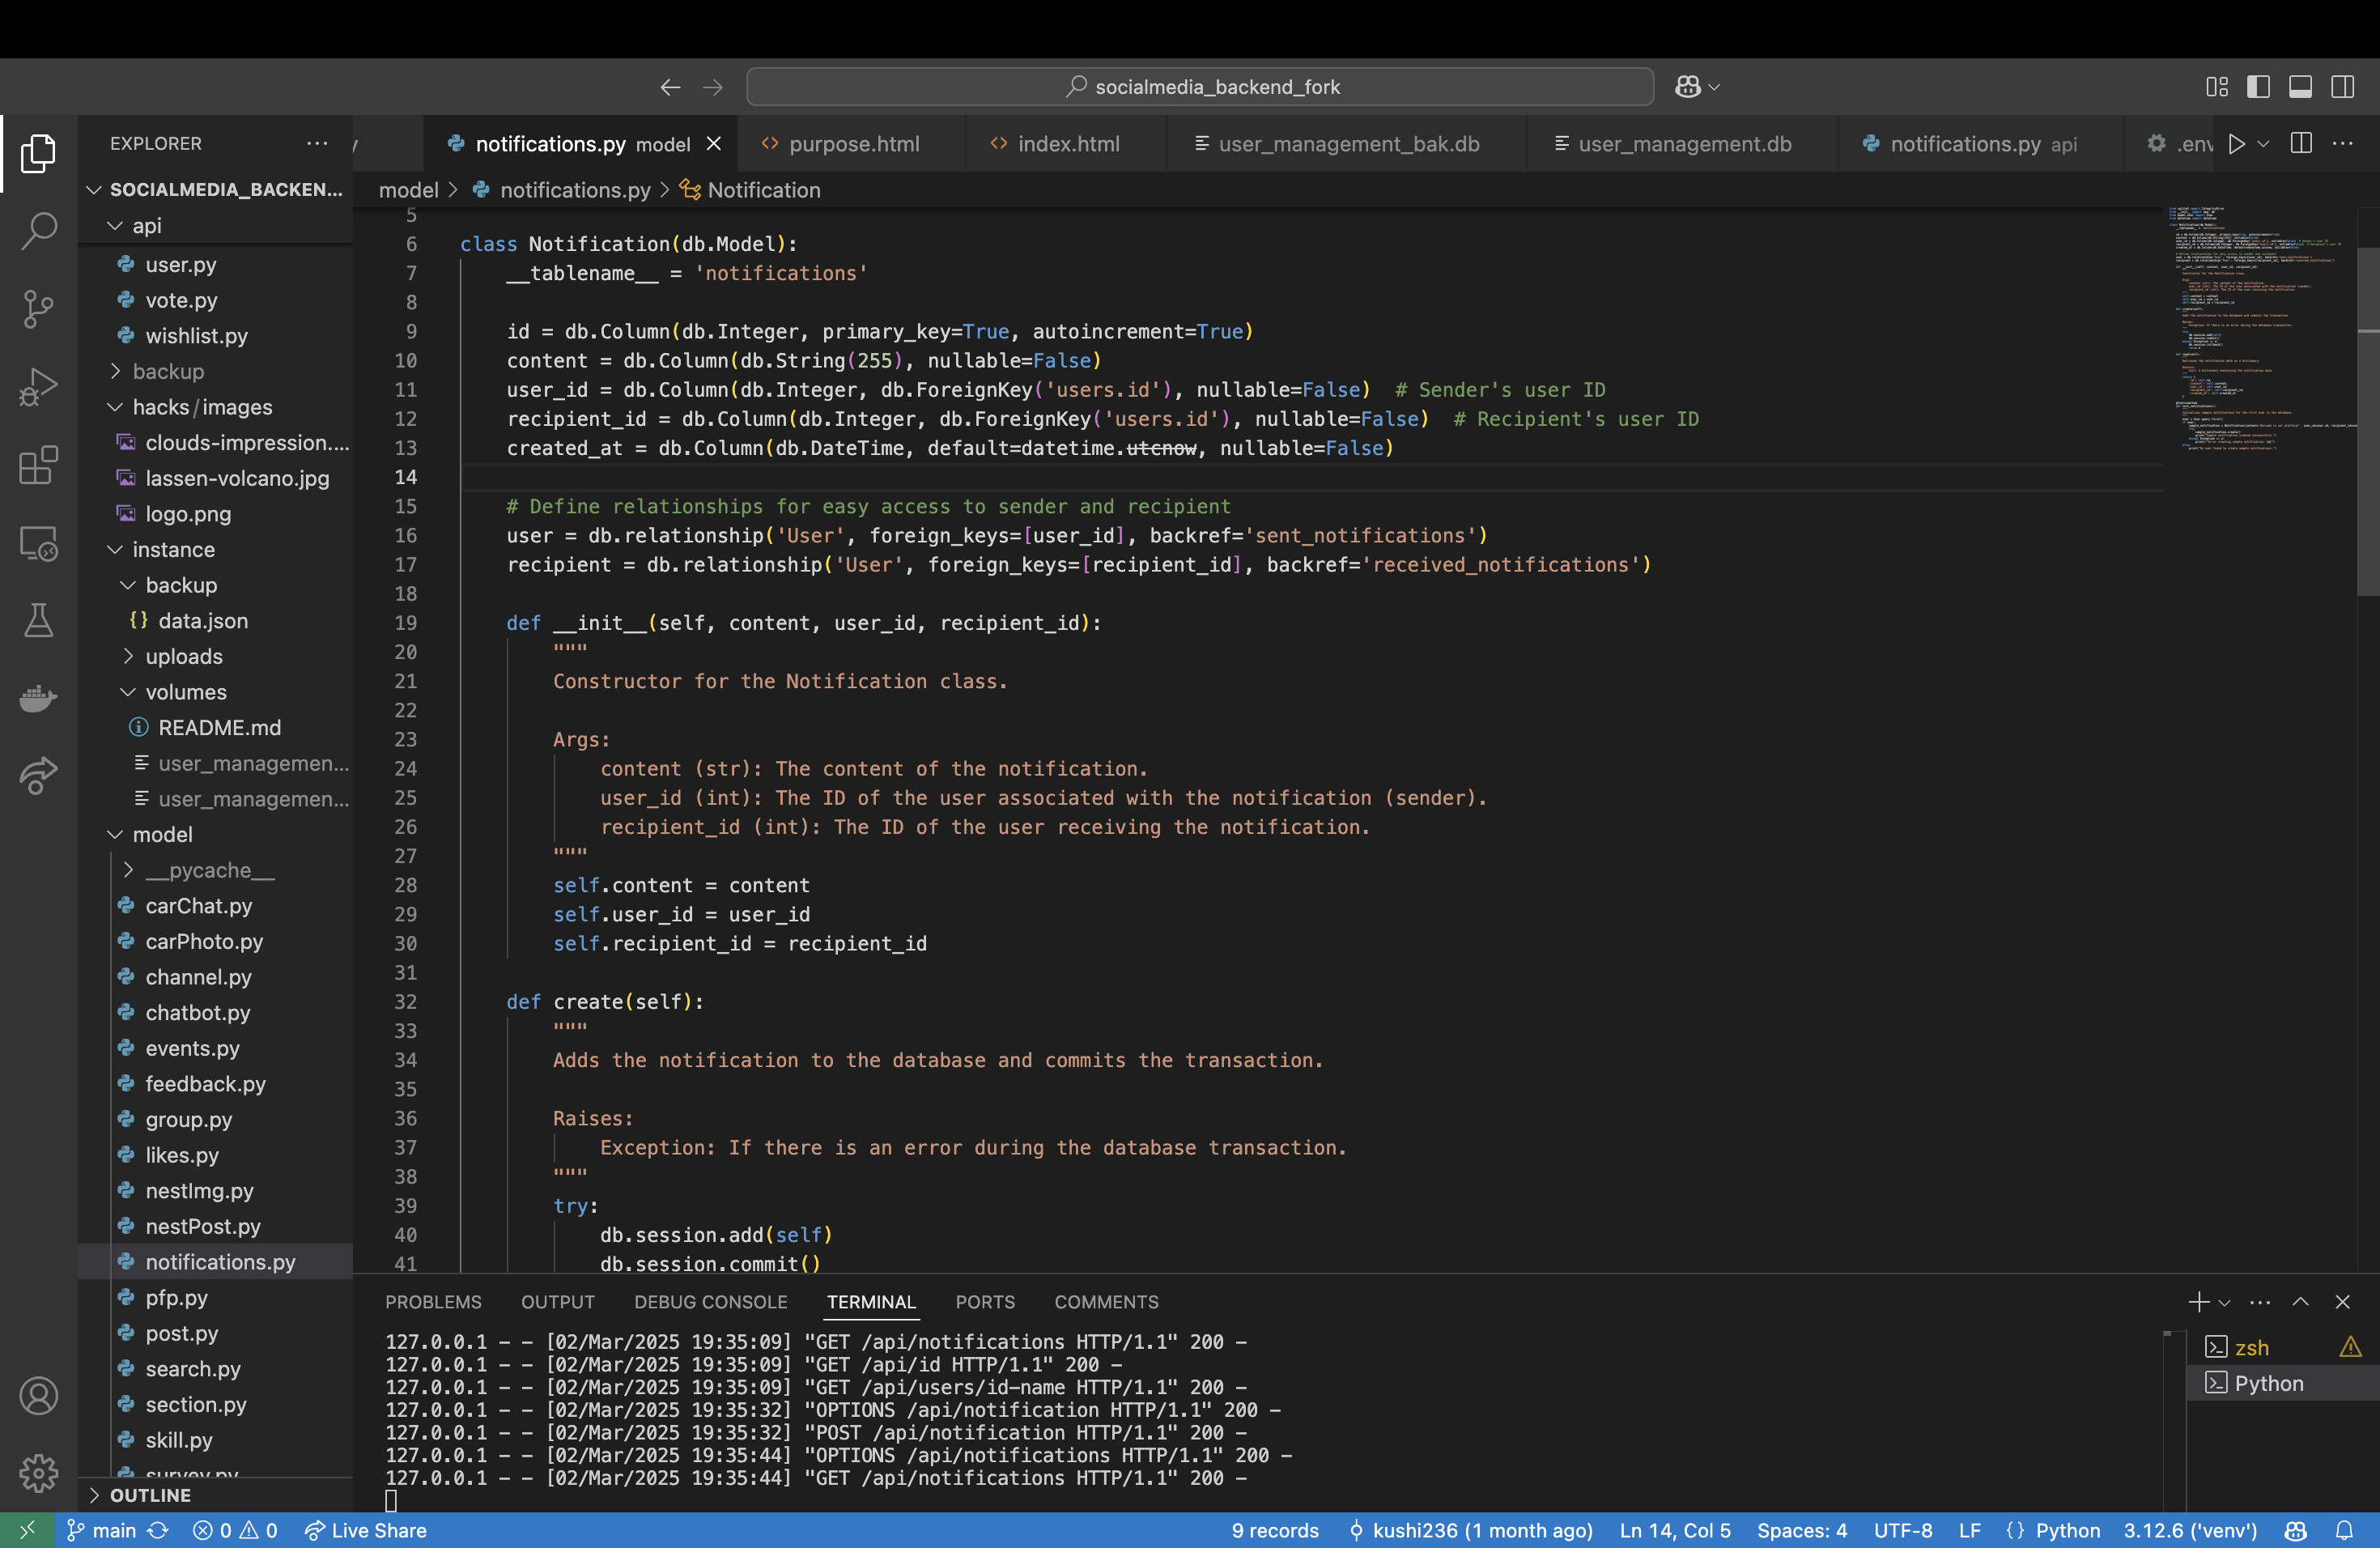 socialmedia_backend_fork
EXPLORER
notifications.py model
purpose.html
index.html
user_management_bak.db
user_management.db
notifications.py api
.env
SOCIALMEDIA_BACKEN...
model > notifications.py > Notification
api
user.py
vote.py
wishlist.py
backup
hacks/images
clouds-impression....
lassen-volcano.jpg
logo.png
instance
backup
data.json
uploads
volumes
README.md
user_managemen...
user_managemen...
model
__pycache__
carChat.py
carPhoto.py
channel.py
chatbot.py
events.py
feedback.py
group.py
likes.py
nestImg.py
nestPost.py
notifications.py
pfp.py
post.py
search.py
section.py
skill.py
survey.py
OUTLINE
5
6 class Notification(db.Model):
7     __tablename__ = 'notifications'
8
9     id = db.Column(db.Integer, primary_key=True, autoincrement=True)
10     content = db.Column(db.String(255), nullable=False)
11     user_id = db.Column(db.Integer, db.ForeignKey('users.id'), nullable=False)  # Sender's user ID
12     recipient_id = db.Column(db.Integer, db.ForeignKey('users.id'), nullable=False)  # Recipient's user ID
13     created_at = db.Column(db.DateTime, default=datetime.utcnow, nullable=False)
14
15     # Define relationships for easy access to sender and recipient
16     user = db.relationship('User', foreign_keys=[user_id], backref='sent_notifications')
17     recipient = db.relationship('User', foreign_keys=[recipient_id], backref='received_notifications')
18
19     def __init__(self, content, user_id, recipient_id):
20         """
21         Constructor for the Notification class.
22
23         Args:
24             content (str): The content of the notification.
25             user_id (int): The ID of the user associated with the notification (sender).
26             recipient_id (int): The ID of the user receiving the notification.
27         """
28         self.content = content
29         self.user_id = user_id
30         self.recipient_id = recipient_id
31
32     def create(self):
33         """
34         Adds the notification to the database and commits the transaction.
35
36         Raises:
37             Exception: If there is an error during the database transaction.
38         """
39         try:
40             db.session.add(self)
41             db.session.commit()
PROBLEMS OUTPUT DEBUG CONSOLE TERMINAL PORTS COMMENTS
127.0.0.1 - - [02/Mar/2025 19:35:09] "GET /api/notifications HTTP/1.1" 200 -
127.0.0.1 - - [02/Mar/2025 19:35:09] "GET /api/id HTTP/1.1" 200 -
127.0.0.1 - - [02/Mar/2025 19:35:09] "GET /api/users/id-name HTTP/1.1" 200 -
127.0.0.1 - - [02/Mar/2025 19:35:32] "OPTIONS /api/notification HTTP/1.1" 200 -
127.0.0.1 - - [02/Mar/2025 19:35:32] "POST /api/notification HTTP/1.1" 200 -
127.0.0.1 - - [02/Mar/2025 19:35:44] "OPTIONS /api/notifications HTTP/1.1" 200 -
127.0.0.1 - - [02/Mar/2025 19:35:44] "GET /api/notifications HTTP/1.1" 200 -
zsh
Python
main 0 0 Live Share 9 records kushi236 (1 month ago) Ln 14, Col 5 Spaces: 4 UTF-8 LF {} Python 3.12.6 ('venv')